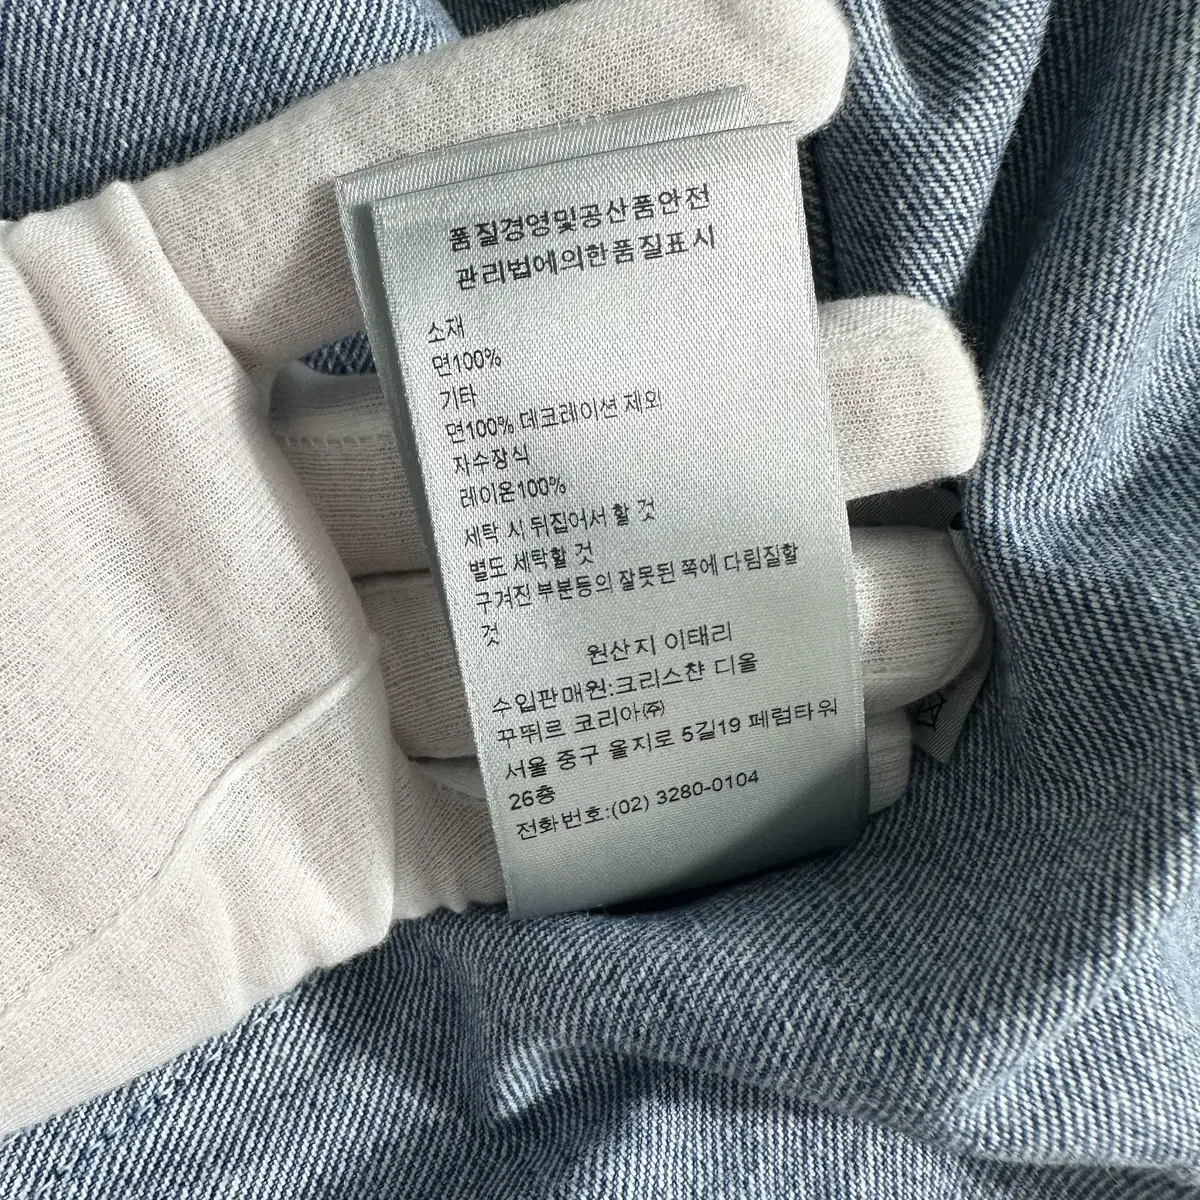 품질경영및공산품안전
관리법에의한품질표시
소재
면100%
기타
면100% 데코레이션 제외
자수장식
레이온100%
세탁 시 뒤집어서 할 것
별도 세탁할 것
구겨진 부분등의 잘못된 쪽에 다림질할
것
원산지 이태리
수입판매원:크리스챤 디올
꾸뛰르 코리아㈜
서울 중구 을지로 5길19 페럼타워
26층
전화번호:(02) 3280-0104